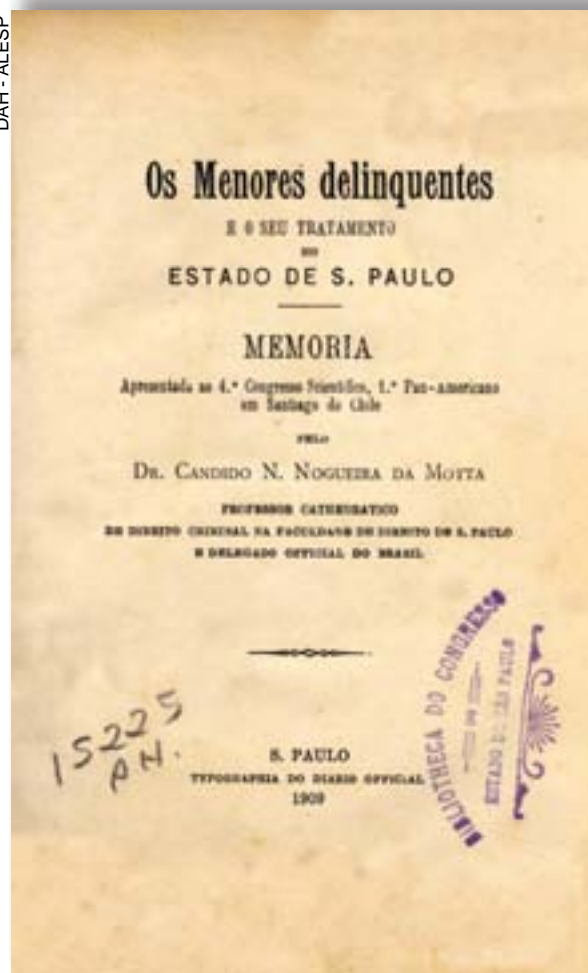 DAH - ALESP
Os Menores delinquentes
E O SEU TRATAMENTO
NO
ESTADO DE S. PAULO
MEMORIA
Apresentada ao 4.º Congresso Scientifico, 1.º Pan-Americano
em Santiago do Chile
PELO
DR. CANDIDO N. NOGUEIRA DA MOTTA
PROFESSOR CATHEDRATICO
DE DIREITO CRIMINAL NA FACULDADE DE DIREITO DE S. PAULO
E DELEGADO OFFICIAL DO BRASIL
15225
S. PAULO
TYPOGRAPHIA DO DIARIO OFFICIAL
1909
BIBLIOTHECA DO CONGRESSO
DO
ESTADO DE SÃO PAULO